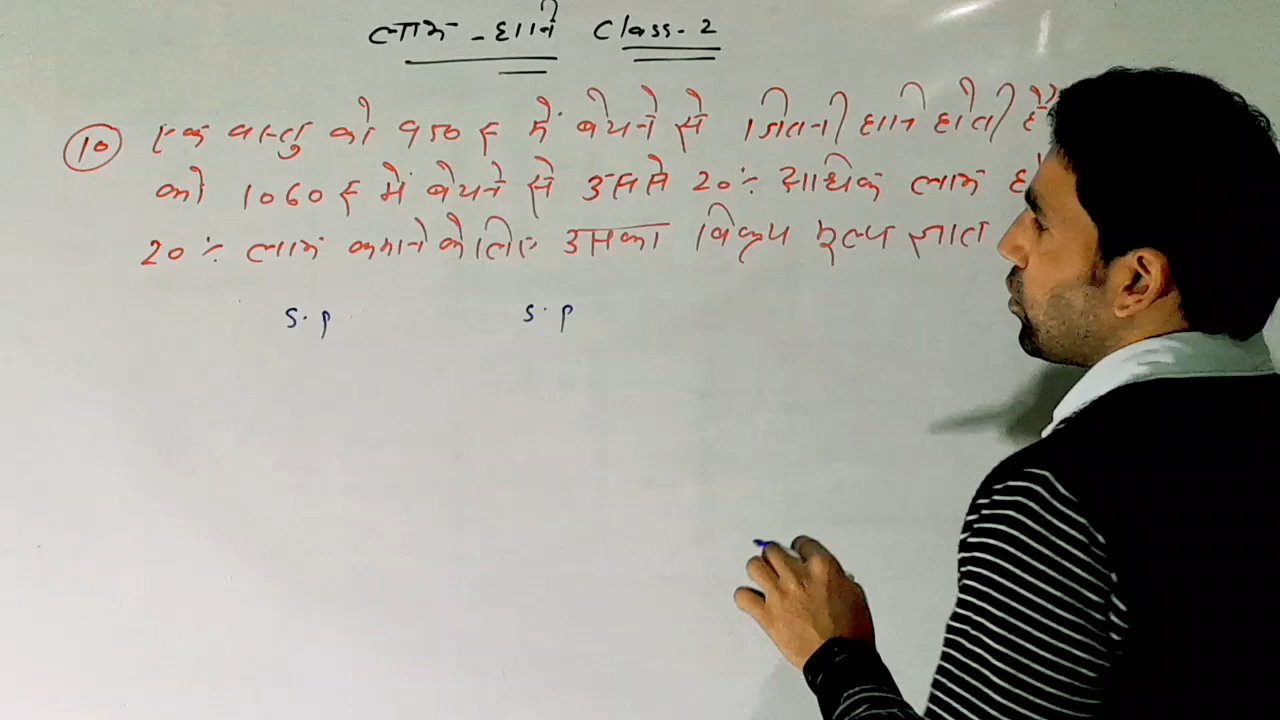 लाभ - हानि Class - 2
10 एक वस्तु को 950 रु में बेचने से जितनी हानि होती है
को 1060 रु में बेचने से उससे 20% अधिक लाभ
20% लाभ कमाने के लिए उसका विक्रय मूल्य ज्ञात
S.P S.P